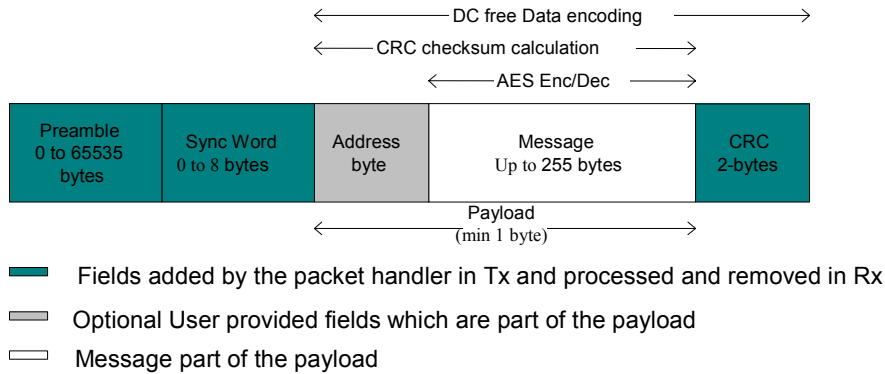 DC free Data encoding
CRC checksum calculation
AES Enc/Dec
Preamble
0 to 65535
bytes
Sync Word
0 to 8 bytes
Address
byte
Message
Up to 255 bytes
CRC
2-bytes
Payload
(min 1 byte)
Fields added by the packet handler in Tx and processed and removed in Rx
Optional User provided fields which are part of the payload
Message part of the payload